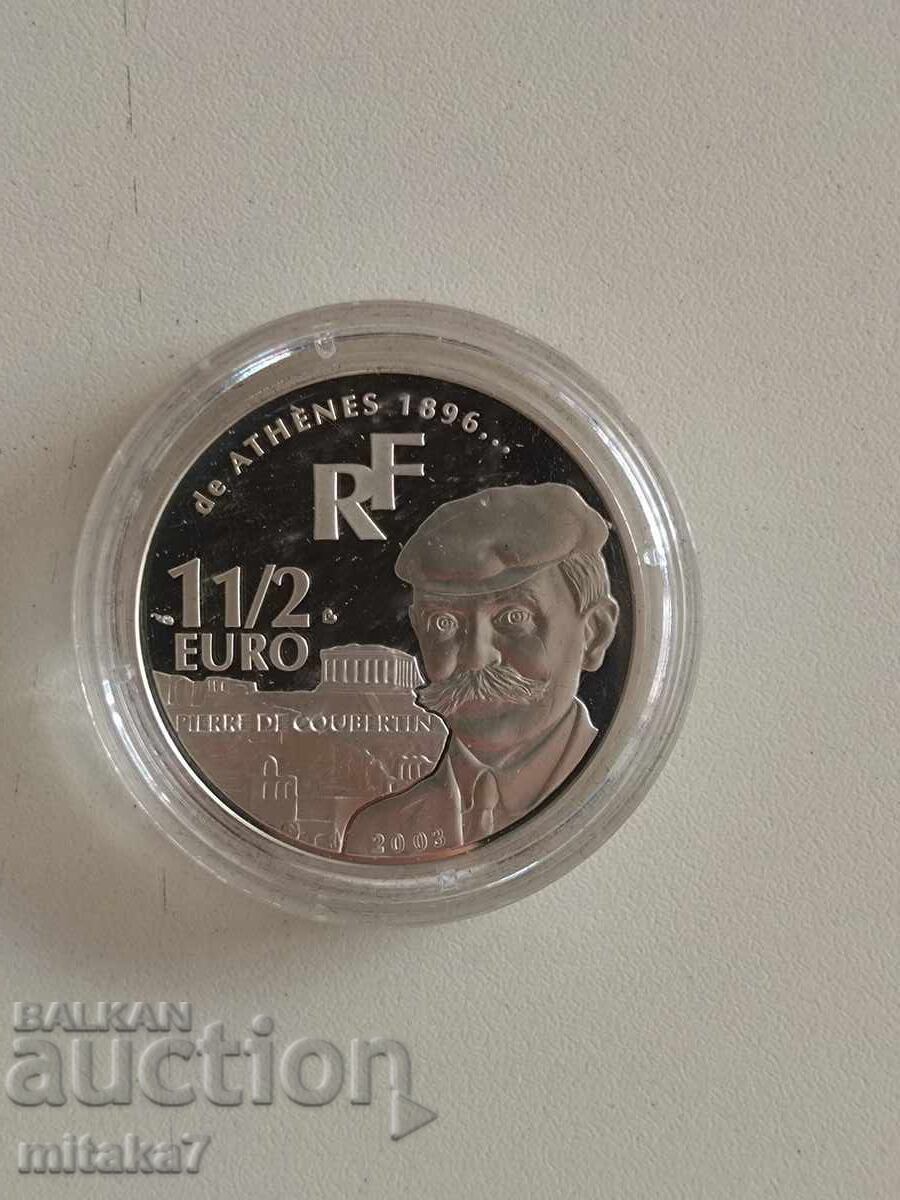 de ATHÈNES 1896...
RF
1 1/2
EURO
PIERRE DE COUBERTIN
2003
BALKAN
auction
mitaka7